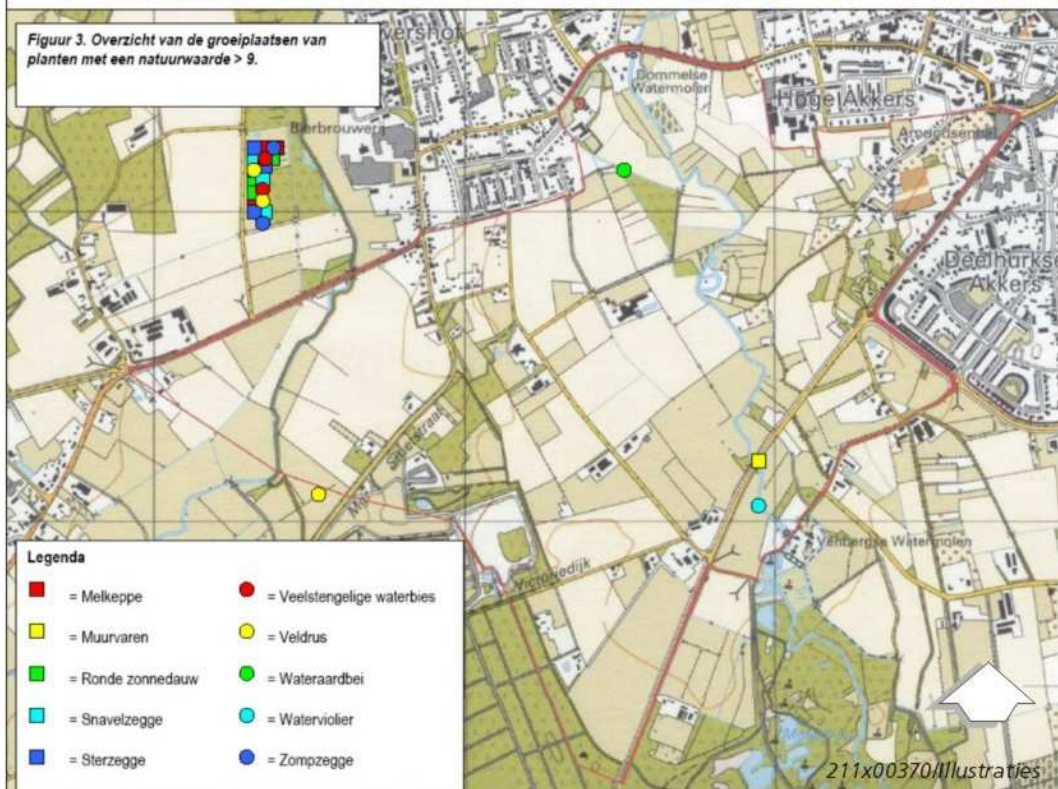 Figuur 3. Overzicht van de groeiplaatsen van
planten met een natuurwaarde > 9.
vershof
Dommelse
Watermolen
Hoge Akkers
Bierbrouwerij
Deelhurkse
Akkers
Victoriedijk
Venbergse Watermolen
Legenda
= Melkeppe
= Veelstengelige waterbies
= Muurvaren
= Veldrus
= Ronde zonnedauw
= Wateraardbei
= Snavelzegge
= Waterviolier
= Sterzegge
= Zompzegge
211x00370/Illustraties